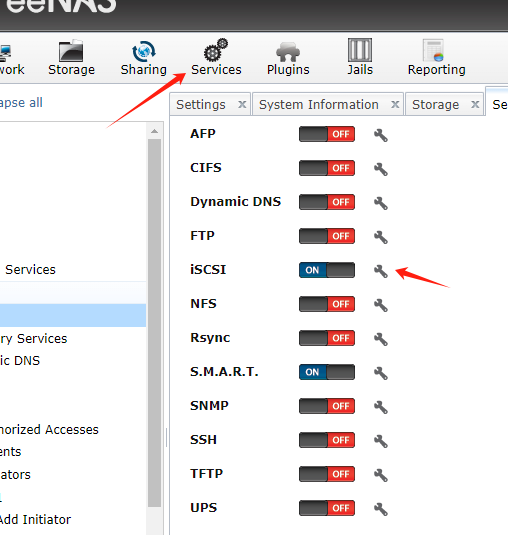 eeNAS
work Storage Sharing Services Plugins Jails Reporting
apse all
Settings x System Information x Storage x Se
AFP OFF
CIFS OFF
Dynamic DNS OFF
FTP OFF
Services
iSCSI ON
NFS OFF
ry Services
Rsync OFF
ic DNS
S.M.A.R.T. ON
SNMP OFF
horized Accesses
SSH OFF
ents
ators
TFTP OFF
UPS OFF
Add Initiator